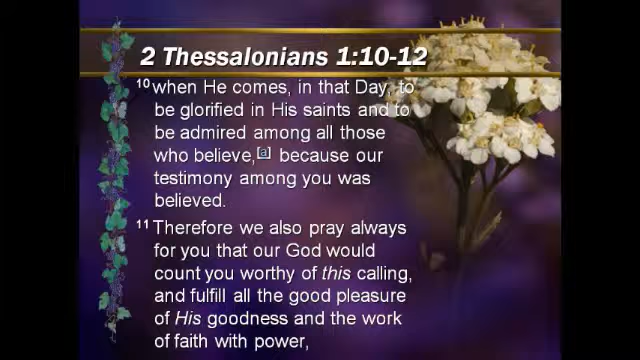 2 Thessalonians 1:10-12
10 when He comes, in that Day, to
be glorified in His saints and to
be admired among all those
who believe,[a] because our
testimony among you was
believed.
11 Therefore we also pray always
for you that our God would
count you worthy of this calling,
and fulfill all the good pleasure
of His goodness and the work
of faith with power,